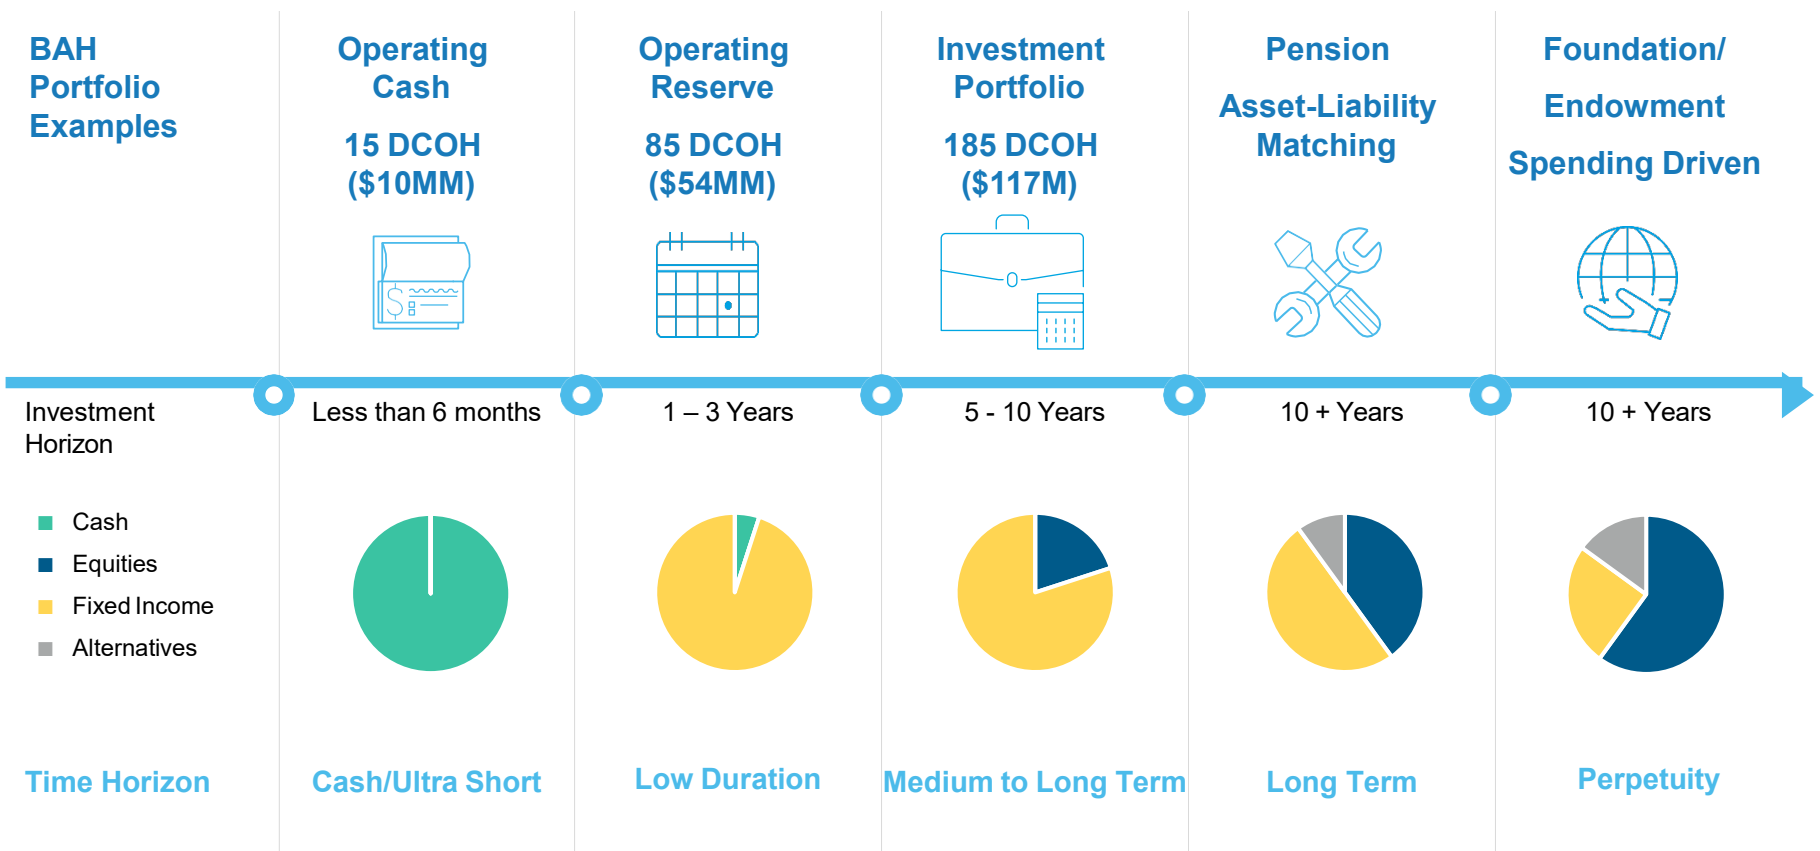 BAH
Portfolio
Examples
Operating
Cash
15 DCOH
($10MM)
Operating
Reserve
85 DCOH
($54MM)
Investment
Portfolio
185 DCOH
($117M)
Pension
Asset-Liability
Matching
Foundation/
Endowment
Spending Driven
$
Investment
Horizon
Less than 6 months
1 – 3 Years
5 - 10 Years
10 + Years
10 + Years
Cash
Equities
Fixed Income
Alternatives
Time Horizon
Cash/Ultra Short
Low Duration
Medium to Long Term
Long Term
Perpetuity